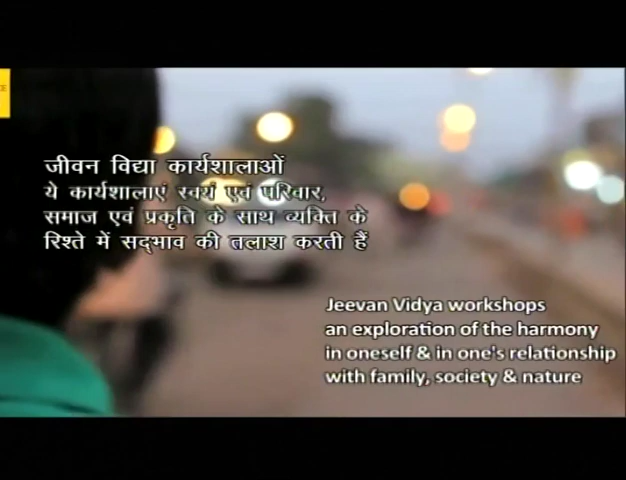 जीवन विद्या कार्यशालाओं
ये कार्यशालाएं स्वयं एवं परिवार,
समाज एवं प्रकृति के साथ व्यक्ति के
रिश्ते में सद्भाव की तलाश करती हैं
Jeevan Vidya workshops
an exploration of the harmony
in oneself & in one's relationship
with family, society & nature